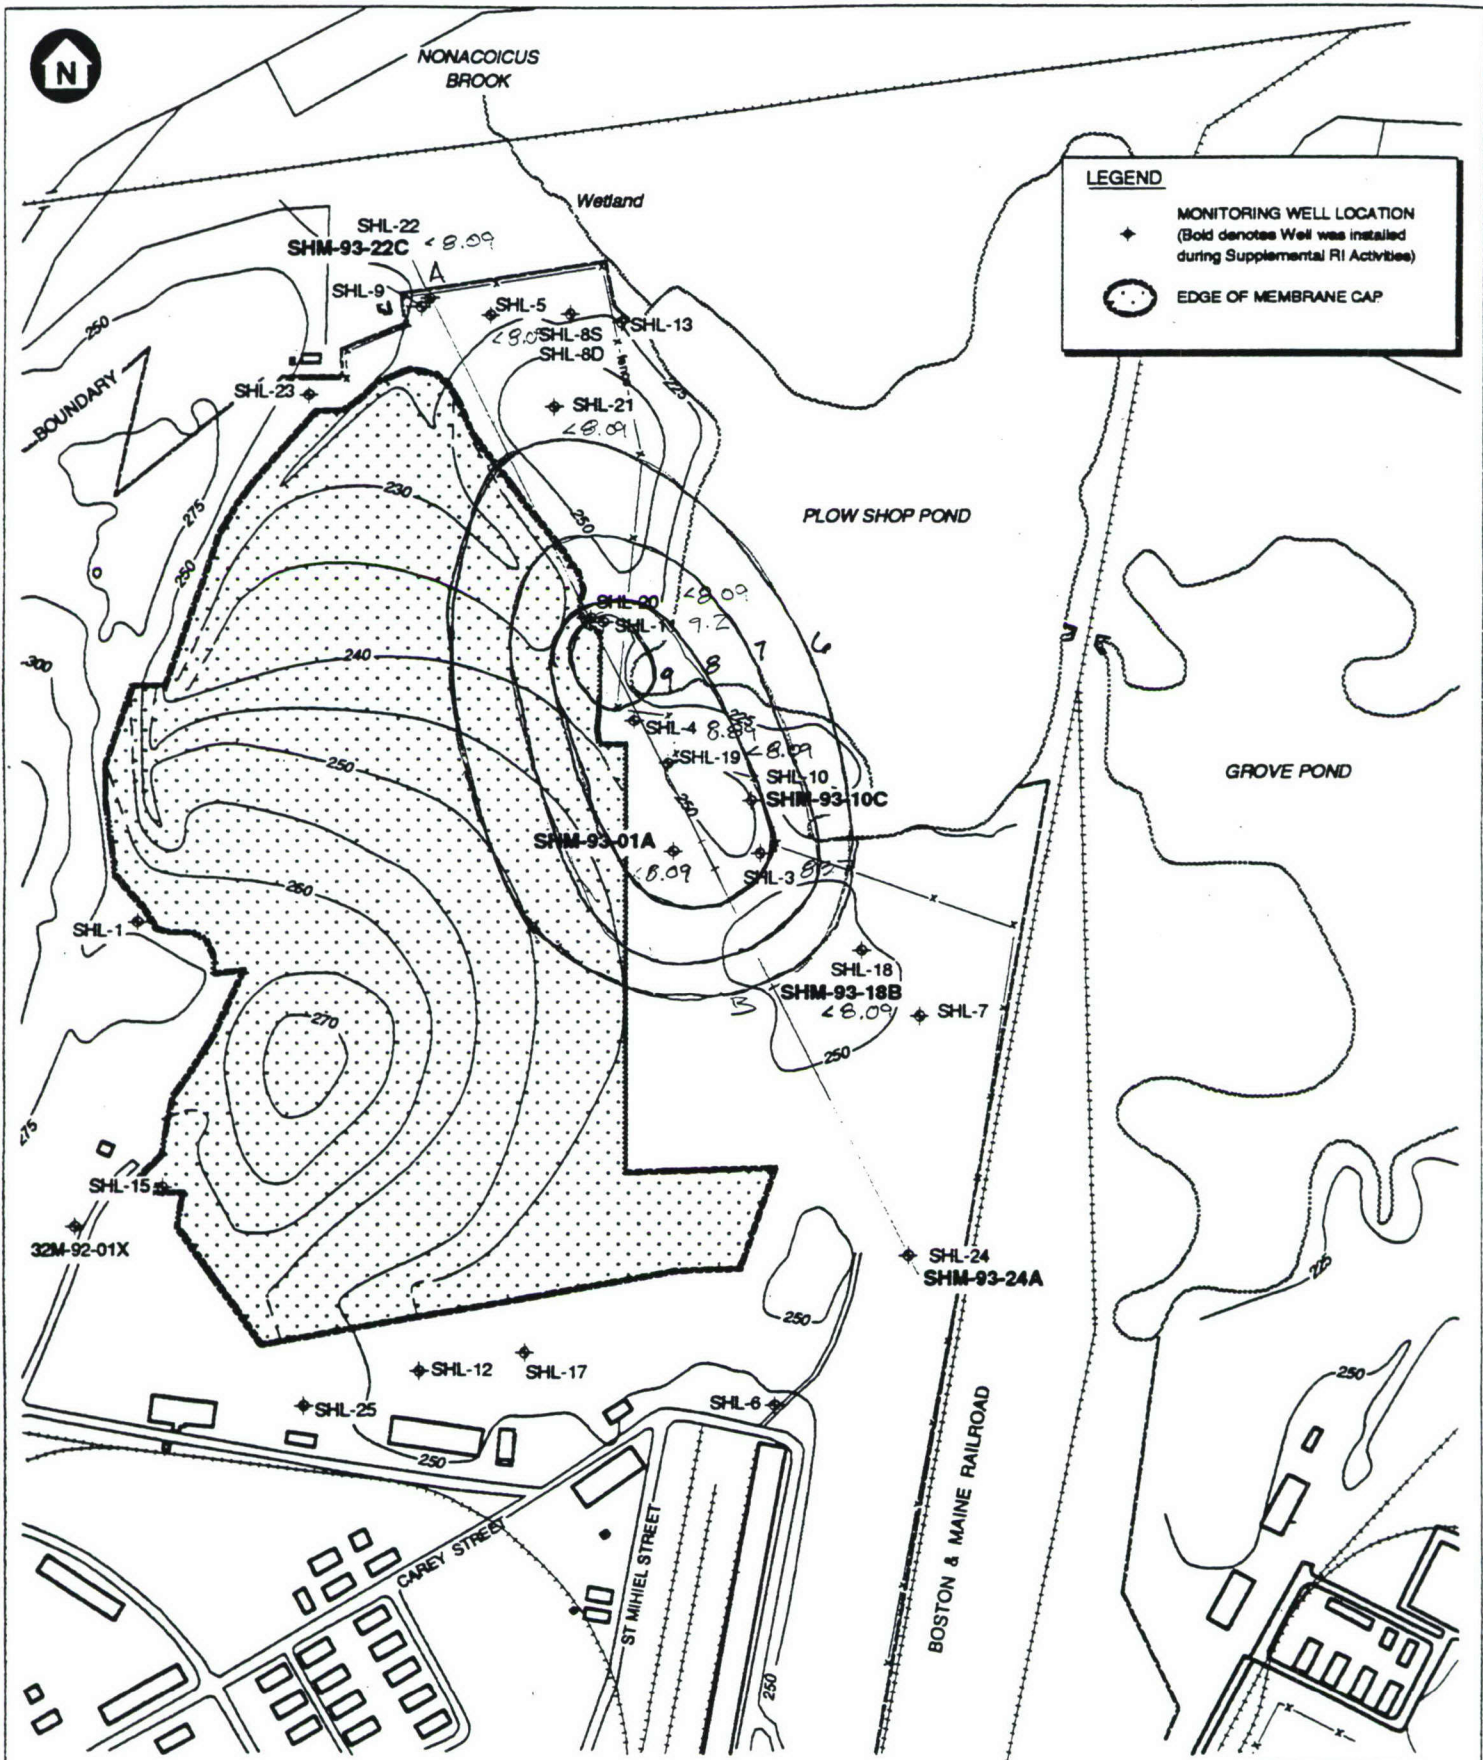 N
NONACOICUS
BROOK
Wetland
LEGEND
MONITORING WELL LOCATION
(Bold denotes Well was installed
during Supplemental RI Activities)
EDGE OF MEMBRANE CAP
SHL-22
SHM-93-22C
<8.09
A
SHL-9
SHL-5
SHL-8S
SHL-8D
SHL-13
fence
225
250
BOUNDARY
SHL-23
SHL-21
<8.09
230
275
250
250
PLOW SHOP POND
SHL-20
<8.09
SHL-11
9.2
9
8
7
6
300
240
SHL-4
SHL-19
<8.09
250
SHL-10
SHM-93-10C
250
GROVE POND
SHM-93-01A
SHL-3
260
SHL-1
SHL-18
SHM-93-18B
<8.09
B
SHL-7
270
250
275
SHL-15
32M-92-01X
SHL-24
SHM-93-24A
225
250
SHL-12
SHL-17
SHL-25
SHL-6
250
250
BOSTON & MAINE RAILROAD
CAREY STREET
ST MIHIEL STREET
250